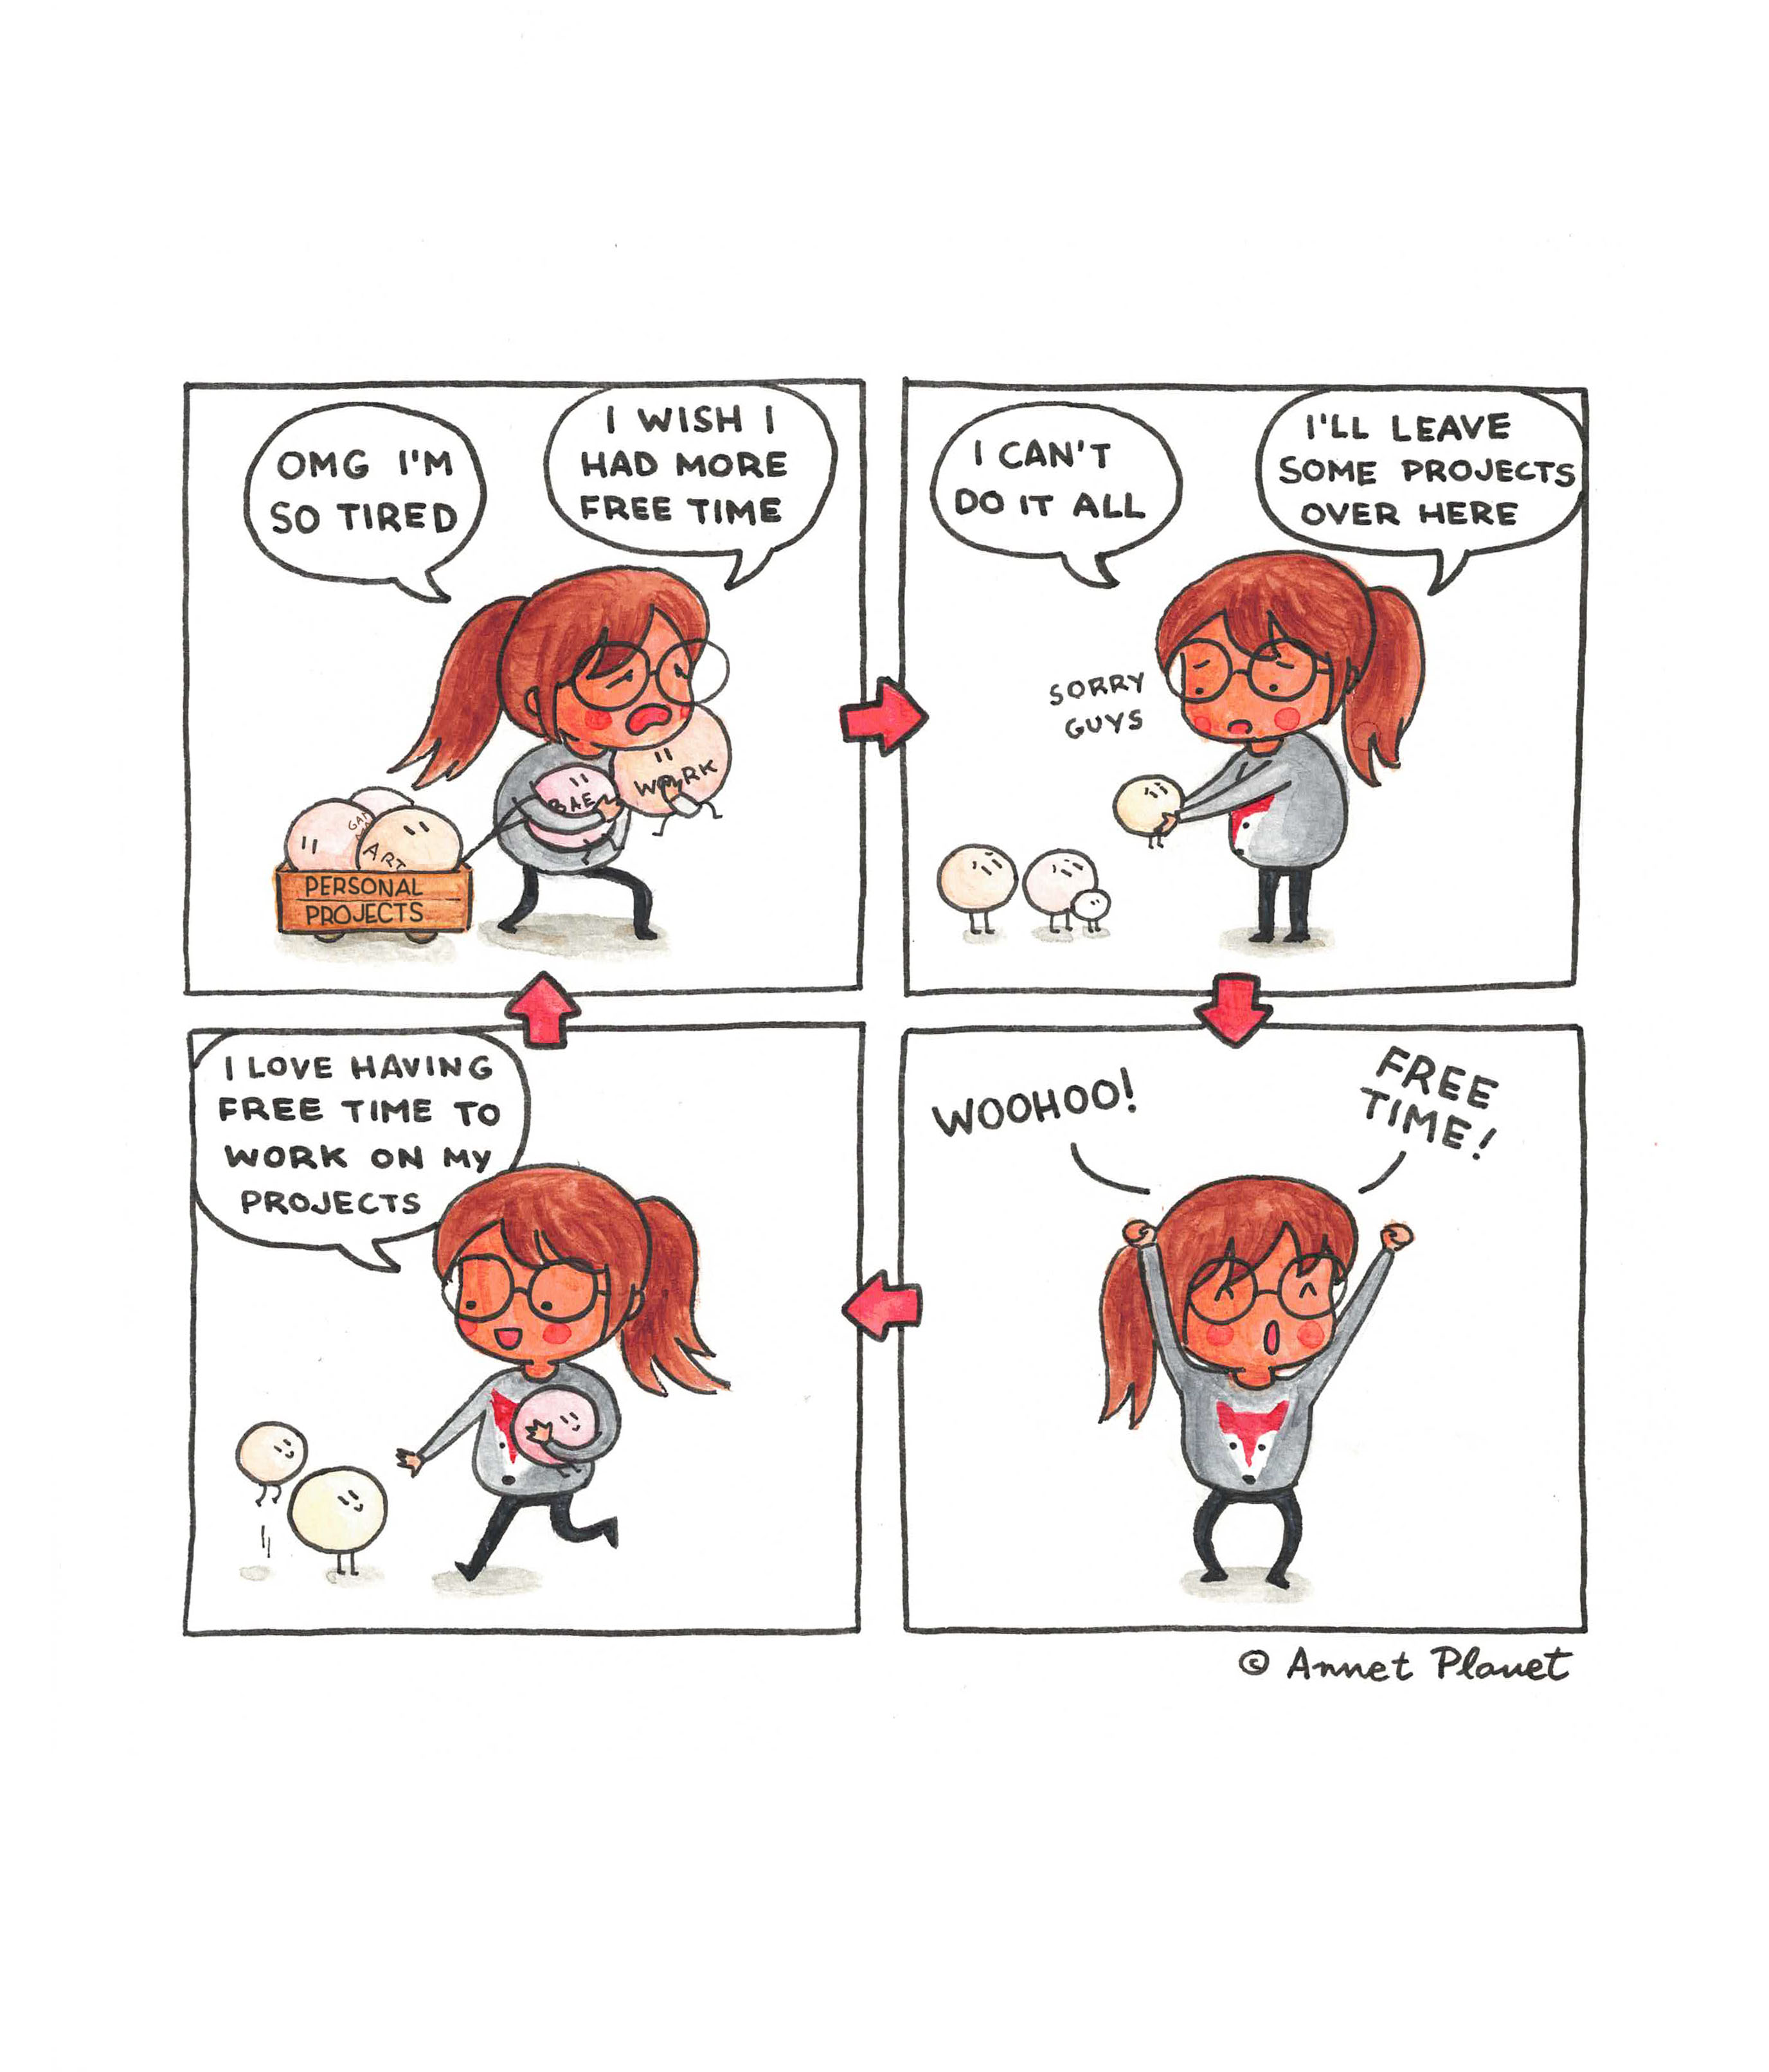 OMG I'M
SO TIRED
I WISH I
HAD MORE
FREE TIME
BAE
WORK
ART
PERSONAL
PROJECTS
I CAN'T
DO IT ALL
I'LL LEAVE
SOME PROJECTS
OVER HERE
SORRY
GUYS
WOOHOO!
FREE
TIME!
I LOVE HAVING
FREE TIME TO
WORK ON MY
PROJECTS
© Annet Planet